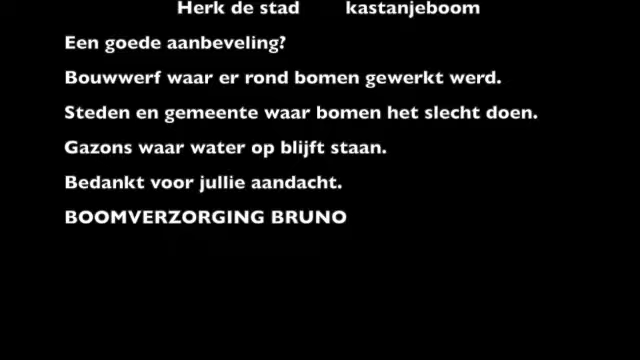 Herk de stad kastanjeboom
Een goede aanbeveling?
Bouwwerf waar er rond bomen gewerkt werd.
Steden en gemeente waar bomen het slecht doen.
Gazons waar water op blijft staan.
Bedankt voor jullie aandacht.
BOOMVERZORGING BRUNO